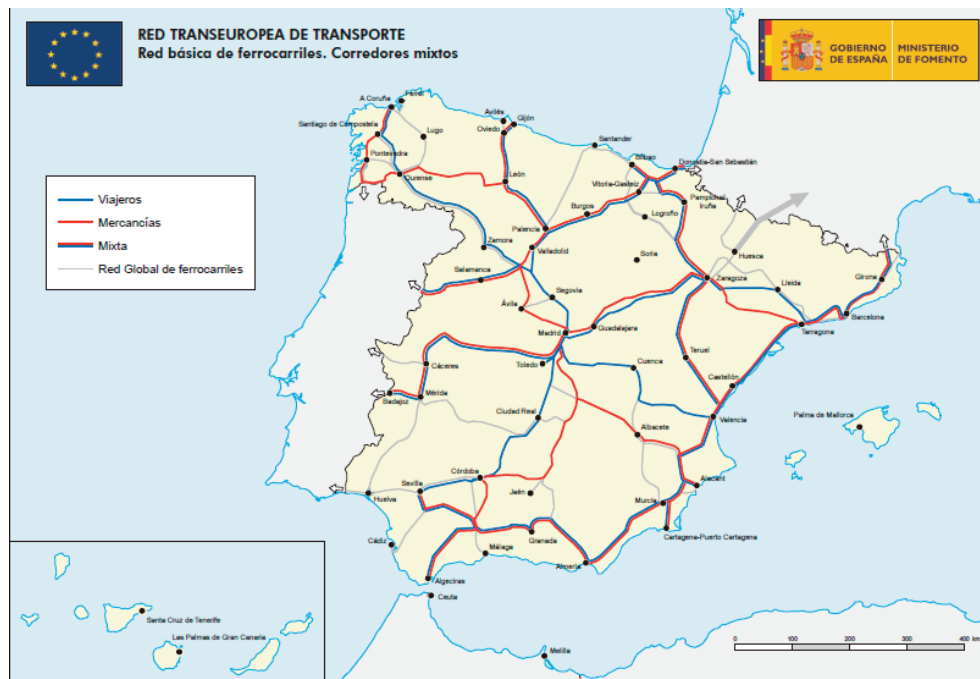 RED TRANSEUROPEA DE TRANSPORTE
Red básica de ferrocarriles. Corredores mixtos
GOBIERNO
DE ESPAÑA
MINISTERIO
DE FOMENTO
Viajeros
Mercancías
Mixta
Red Global de ferrocarriles
A Coruña
Ferrol
Avilés
Gijón
Oviedo
Santander
Santiago de Compostela
Lugo
Bilbao
Donostia-San Sebastián
Pontevedra
Ourense
León
Vitoria-Gasteiz
Pamplona/
Iruña
Burgos
Logroño
Palencia
Zamora
Valladolid
Soria
Huesca
Girona
Salamanca
Zaragoza
Lleida
Segovia
Barcelona
Ávila
Tarragona
Madrid
Guadalajara
Cáceres
Toledo
Cuenca
Teruel
Castellón
Badajoz
Mérida
Ciudad Real
Valencia
Palma de Mallorca
Albacete
Córdoba
Alacant
Sevilla
Jaén
Murcia
Huelva
Cartagena-Puerto Cartagena
Cádiz
Málaga
Granada
Almería
Algeciras
Ceuta
Santa Cruz de Tenerife
Las Palmas de Gran Canaria
Melilla
0 100 200 300 400 km